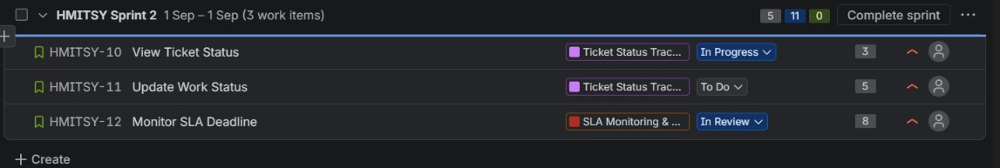 HMITSY Sprint 2 1 Sep – 1 Sep (3 work items) 5 11 0 Complete sprint
HMITSY-10 View Ticket Status Ticket Status Trac... In Progress 3
HMITSY-11 Update Work Status Ticket Status Trac... To Do 5
HMITSY-12 Monitor SLA Deadline SLA Monitoring & ... In Review 8
+ Create